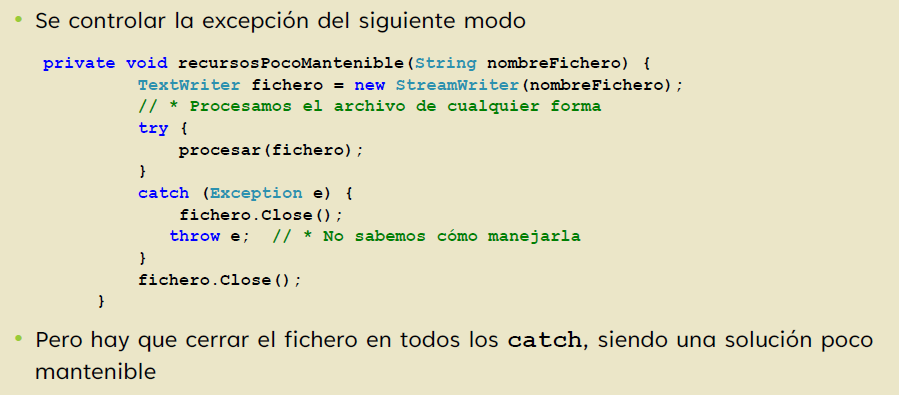 • Se controlar la excepción del siguiente modo
private void recursosPocoMantenible(String nombreFichero) {
TextWriter fichero = new StreamWriter(nombreFichero);
// * Procesamos el archivo de cualquier forma
try {
procesar(fichero);
}
catch (Exception e) {
fichero.Close();
throw e;  // * No sabemos cómo manejarla
}
fichero.Close();
}
• Pero hay que cerrar el fichero en todos los catch, siendo una solución poco
mantenible